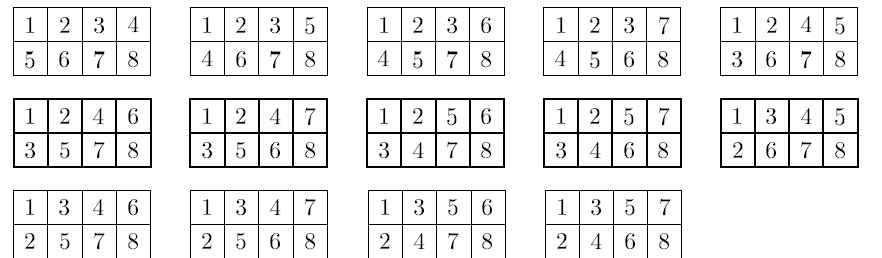 1 2 3 4 1 2 3 5 1 2 3 6 1 2 3 7 1 2 4 5
5 6 7 8 4 6 7 8 4 5 7 8 4 5 6 8 3 6 7 8
1 2 4 6 1 2 4 7 1 2 5 6 1 2 5 7 1 3 4 5
3 5 7 8 3 5 6 8 3 4 7 8 3 4 6 8 2 6 7 8
1 3 4 6 1 3 4 7 1 3 5 6 1 3 5 7
2 5 7 8 2 5 6 8 2 4 7 8 2 4 6 8